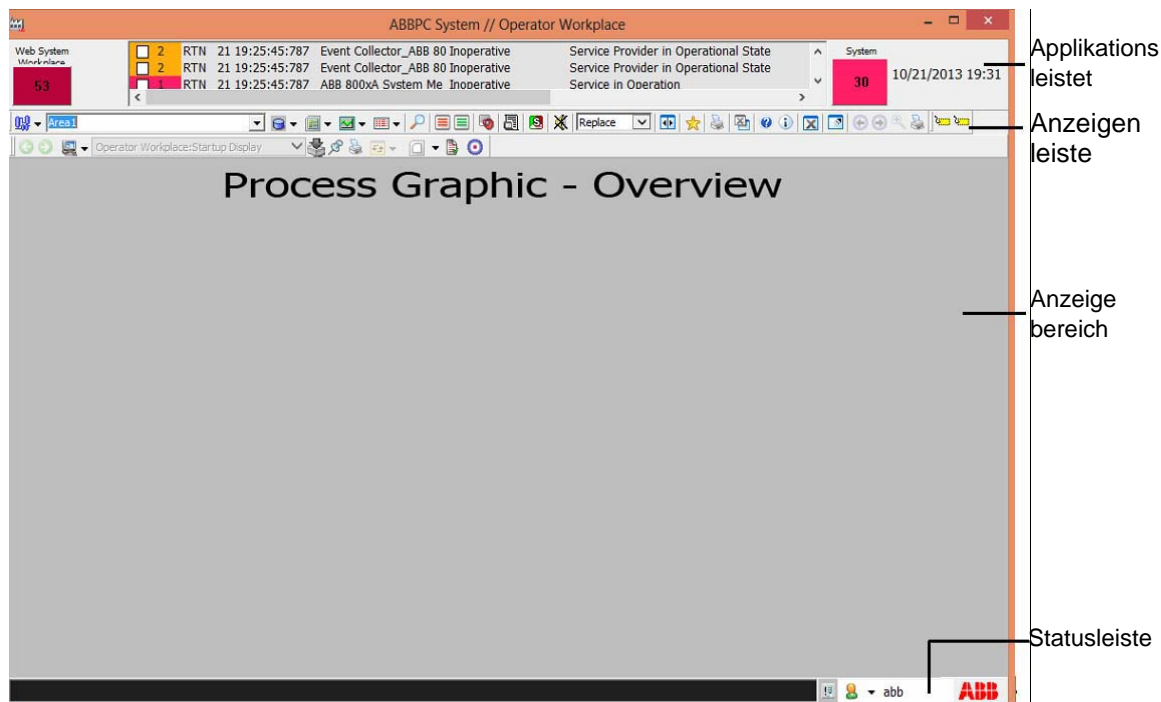 ABBPC System // Operator Workplace
Web System
Workplace
53
2 RTN 21 19:25:45:787 Event Collector_ABB 80 Inoperative Service Provider in Operational State
2 RTN 21 19:25:45:787 Event Collector_ABB 80 Inoperative Service Provider in Operational State
1 RTN 21 19:25:45:787 ABB 800xA System Me Inoperative Service in Operation
System
30
10/21/2013 19:31
Applikations
leistet
Area1
Replace
Anzeigen
leiste
Operator Workplace:Startup Display
Process Graphic - Overview
Anzeige
bereich
Statusleiste
abb
ABB